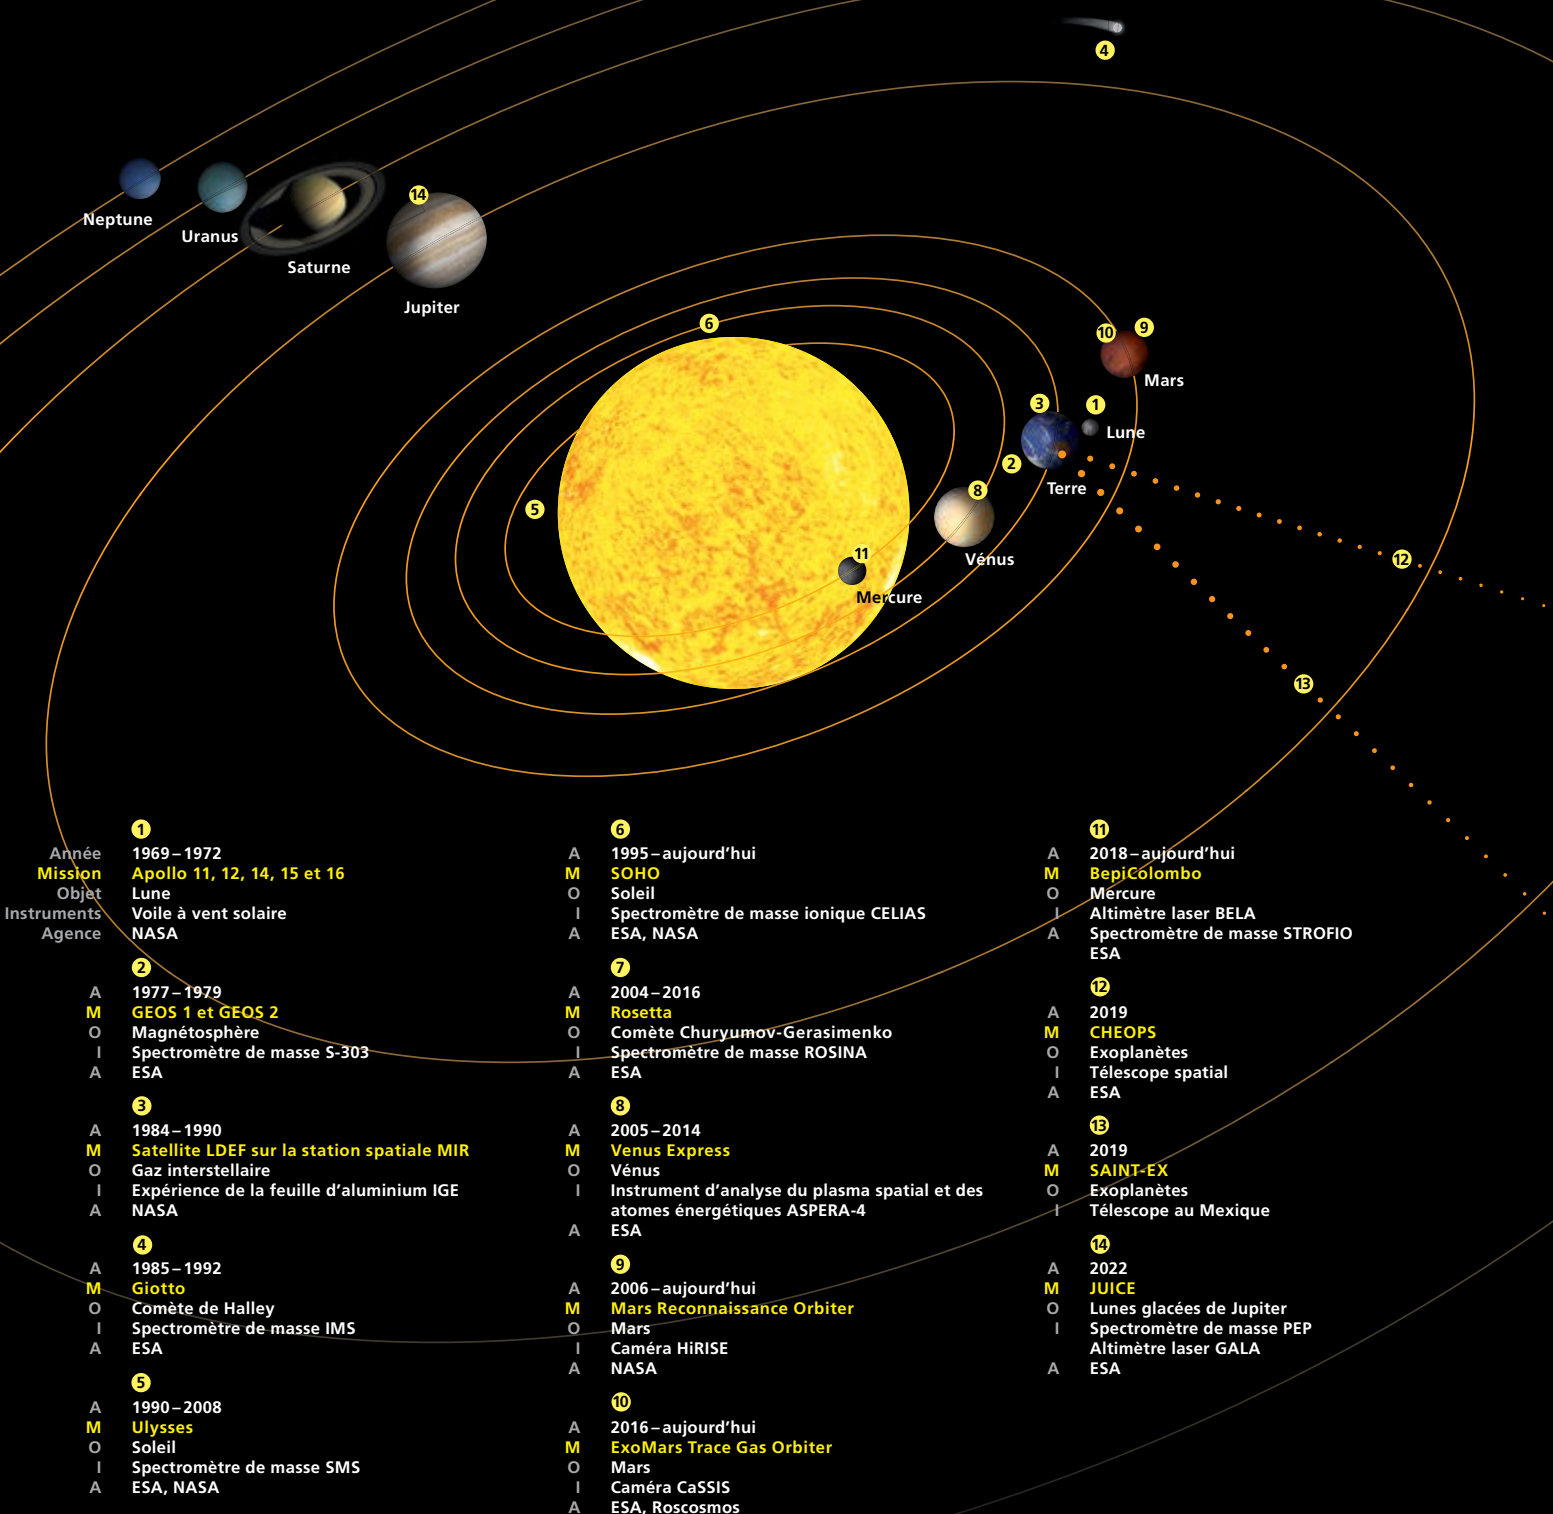 4
Neptune
Uranus
Saturne
14
Jupiter
6
10
9
Mars
3
1
Lune
2
Terre
8
Vénus
5
11
Mercure
12
13
1
Année 1969–1972
Mission Apollo 11, 12, 14, 15 et 16
Objet Lune
Instruments Voile à vent solaire
Agence NASA
2
A 1977–1979
M GEOS 1 et GEOS 2
O Magnétosphère
I Spectromètre de masse S-303
A ESA
3
A 1984–1990
M Satellite LDEF sur la station spatiale MIR
O Gaz interstellaire
I Expérience de la feuille d’aluminium IGE
A NASA
4
A 1985–1992
M Giotto
O Comète de Halley
I Spectromètre de masse IMS
A ESA
5
A 1990–2008
M Ulysses
O Soleil
I Spectromètre de masse SMS
A ESA, NASA
6
A 1995–aujourd’hui
M SOHO
O Soleil
I Spectromètre de masse ionique CELIAS
A ESA, NASA
7
A 2004–2016
M Rosetta
O Comète Churyumov-Gerasimenko
I Spectromètre de masse ROSINA
A ESA
8
A 2005–2014
M Venus Express
O Vénus
I Instrument d’analyse du plasma spatial et des
atomes énergétiques ASPERA-4
A ESA
9
A 2006–aujourd’hui
M Mars Reconnaissance Orbiter
O Mars
I Caméra HiRISE
A NASA
10
A 2016–aujourd’hui
M ExoMars Trace Gas Orbiter
O Mars
I Caméra CaSSIS
A ESA, Roscosmos
11
A 2018–aujourd’hui
M BepiColombo
O Mercure
I Altimètre laser BELA
A Spectromètre de masse STROFIO
ESA
12
A 2019
M CHEOPS
O Exoplanètes
I Télescope spatial
A ESA
13
A 2019
M SAINT-EX
O Exoplanètes
I Télescope au Mexique
14
A 2022
M JUICE
O Lunes glacées de Jupiter
I Spectromètre de masse PEP
Altimètre laser GALA
A ESA